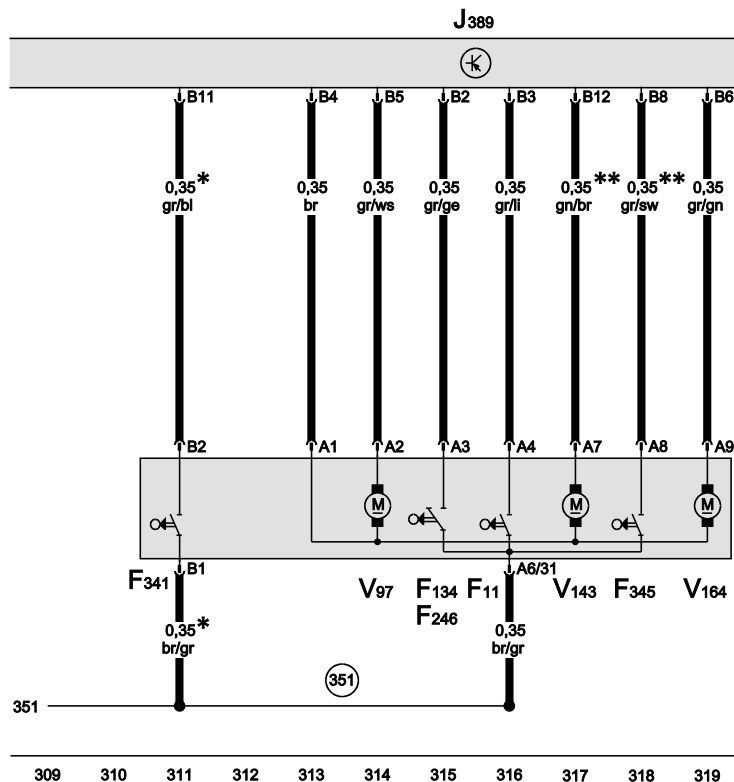 J389
B11 B4 B5 B2 B3 B12 B8 B6
0,35* 0,35 0,35 0,35 0,35 0,35** 0,35** 0,35
gr/bl br gr/ws gr/ge gr/li gn/br gr/sw gr/gn
B2 A1 A2 A3 A4 A7 A8 A9
M M M
B1 A6/31
F341 V97 F134 F11 V143 F345 V164
F246
0,35* 0,35
br/gr br/gr
351 351
309 310 311 312 313 314 315 316 317 318 319